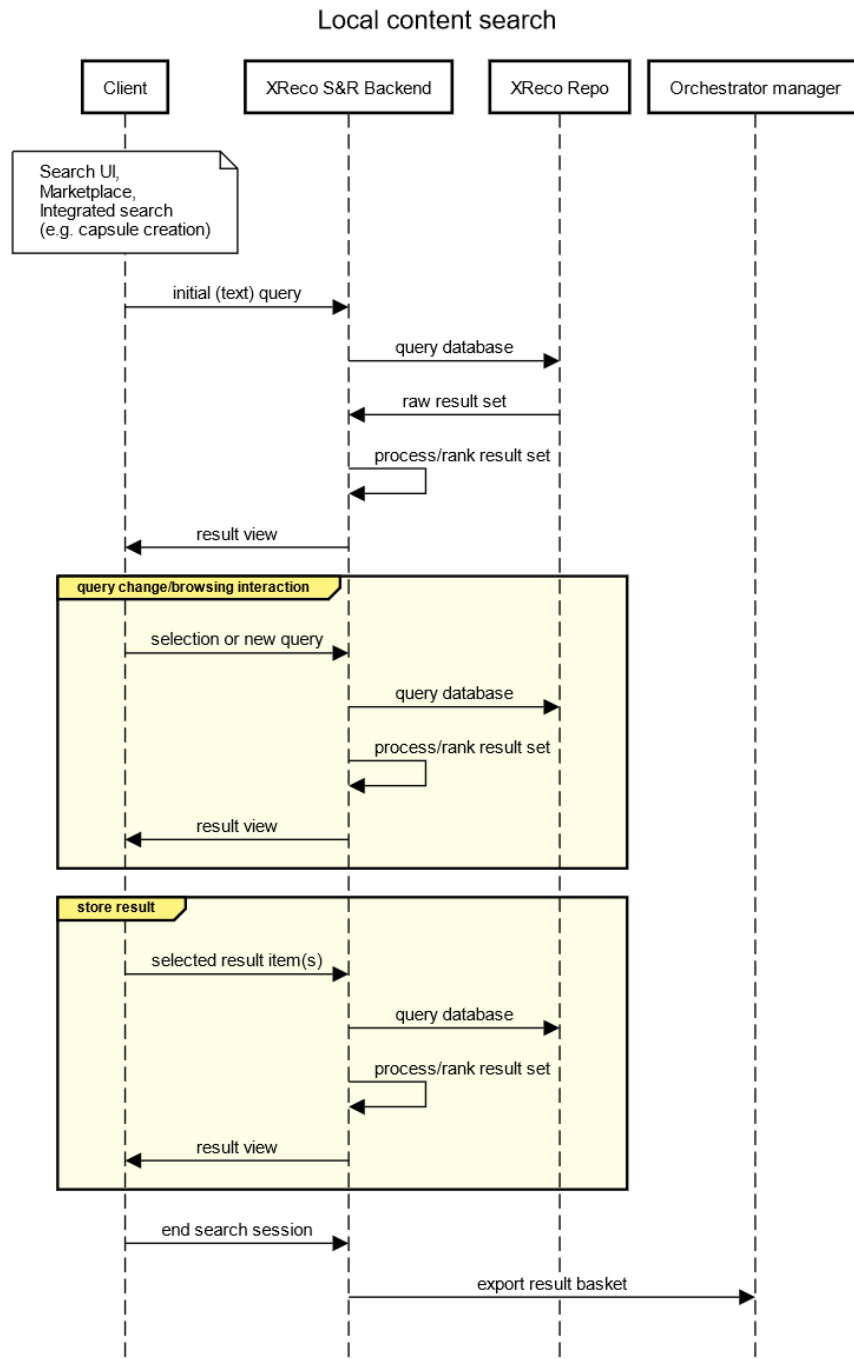 Local content search
Client
XReco S&R Backend
XReco Repo
Orchestrator manager
Search UI,
Marketplace,
Integrated search
(e.g. capsule creation)
initial (text) query
query database
raw result set
process/rank result set
result view
query change/browsing interaction
selection or new query
query database
process/rank result set
result view
store result
selected result item(s)
query database
process/rank result set
result view
end search session
export result basket